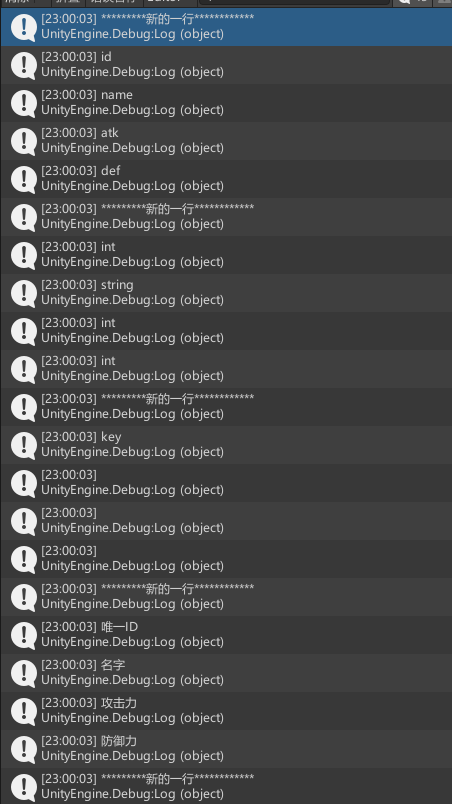 [23:00:03] *********新的一行************
UnityEngine.Debug:Log (object)
[23:00:03] id
UnityEngine.Debug:Log (object)
[23:00:03] name
UnityEngine.Debug:Log (object)
[23:00:03] atk
UnityEngine.Debug:Log (object)
[23:00:03] def
UnityEngine.Debug:Log (object)
[23:00:03] *********新的一行************
UnityEngine.Debug:Log (object)
[23:00:03] int
UnityEngine.Debug:Log (object)
[23:00:03] string
UnityEngine.Debug:Log (object)
[23:00:03] int
UnityEngine.Debug:Log (object)
[23:00:03] int
UnityEngine.Debug:Log (object)
[23:00:03] *********新的一行************
UnityEngine.Debug:Log (object)
[23:00:03] key
UnityEngine.Debug:Log (object)
[23:00:03]
UnityEngine.Debug:Log (object)
[23:00:03]
UnityEngine.Debug:Log (object)
[23:00:03]
UnityEngine.Debug:Log (object)
[23:00:03] *********新的一行************
UnityEngine.Debug:Log (object)
[23:00:03] 唯一ID
UnityEngine.Debug:Log (object)
[23:00:03] 名字
UnityEngine.Debug:Log (object)
[23:00:03] 攻击力
UnityEngine.Debug:Log (object)
[23:00:03] 防御力
UnityEngine.Debug:Log (object)
[23:00:03] *********新的一行************
UnityEngine.Debug:Log (object)